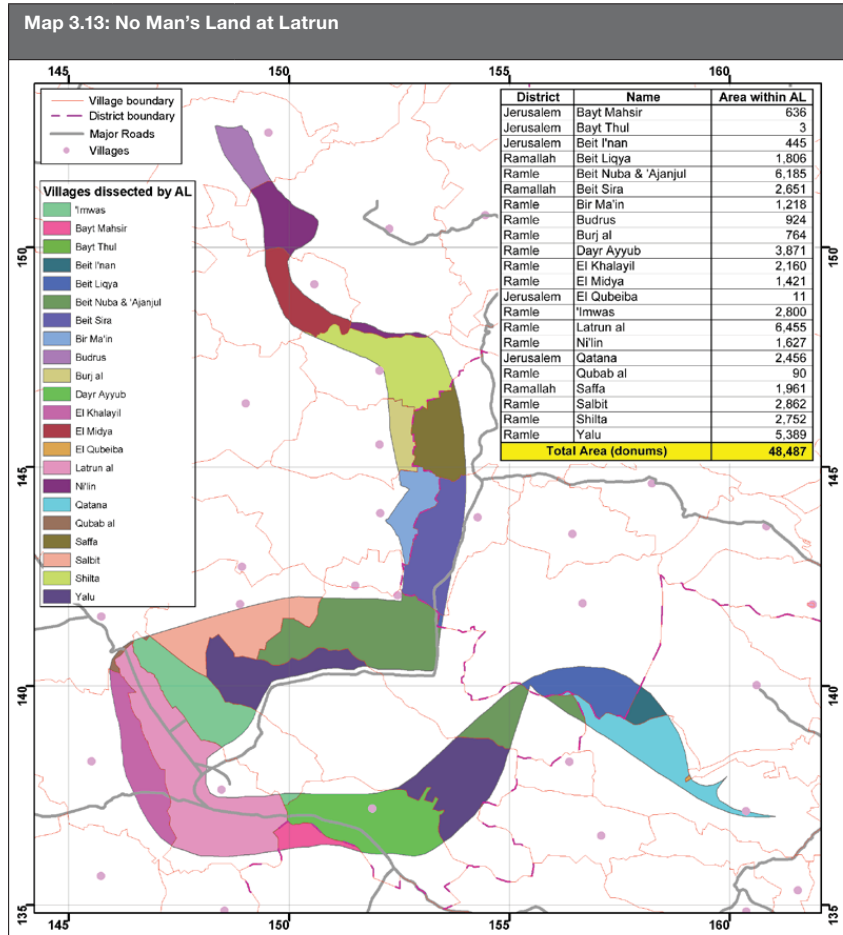 Map 3.13: No Man's Land at Latrun
145 150 155 160
Village boundary
District boundary
Major Roads
Villages
District Name Area within AL
Jerusalem Bayt Mahsir 636
Jerusalem Bayt Thul 3
Jerusalem Beit I'nan 445
Ramallah Beit Liqya 1,806
Ramle Beit Nuba & 'Ajanjul 6,185
Ramallah Beit Sira 2,651
Ramle Bir Ma'in 1,218
Ramle Budrus 924
Ramle Burj al 764
Ramle Dayr Ayyub 3,871
Ramle El Khalayil 2,160
Ramle El Midya 1,421
Jerusalem El Qubeiba 11
Ramle 'Imwas 2,800
Ramle Latrun al 6,455
Ramle Ni'lin 1,627
Jerusalem Qatana 2,456
Ramle Qubab al 90
Ramallah Saffa 1,961
Ramle Salbit 2,862
Ramle Shilta 2,752
Ramle Yalu 5,389
Total Area (donums) 48,487
Villages dissected by AL
'Imwas
Bayt Mahsir
Bayt Thul
Beit I'nan
Beit Liqya
Beit Nuba & 'Ajanjul
Beit Sira
Bir Ma'in
Budrus
Burj al
Dayr Ayyub
El Khalayil
El Midya
El Qubeiba
Latrun al
Ni'lin
Qatana
Qubab al
Saffa
Salbit
Shilta
Yalu
150 150
145 145
140 140
135 135
145 150 155 160